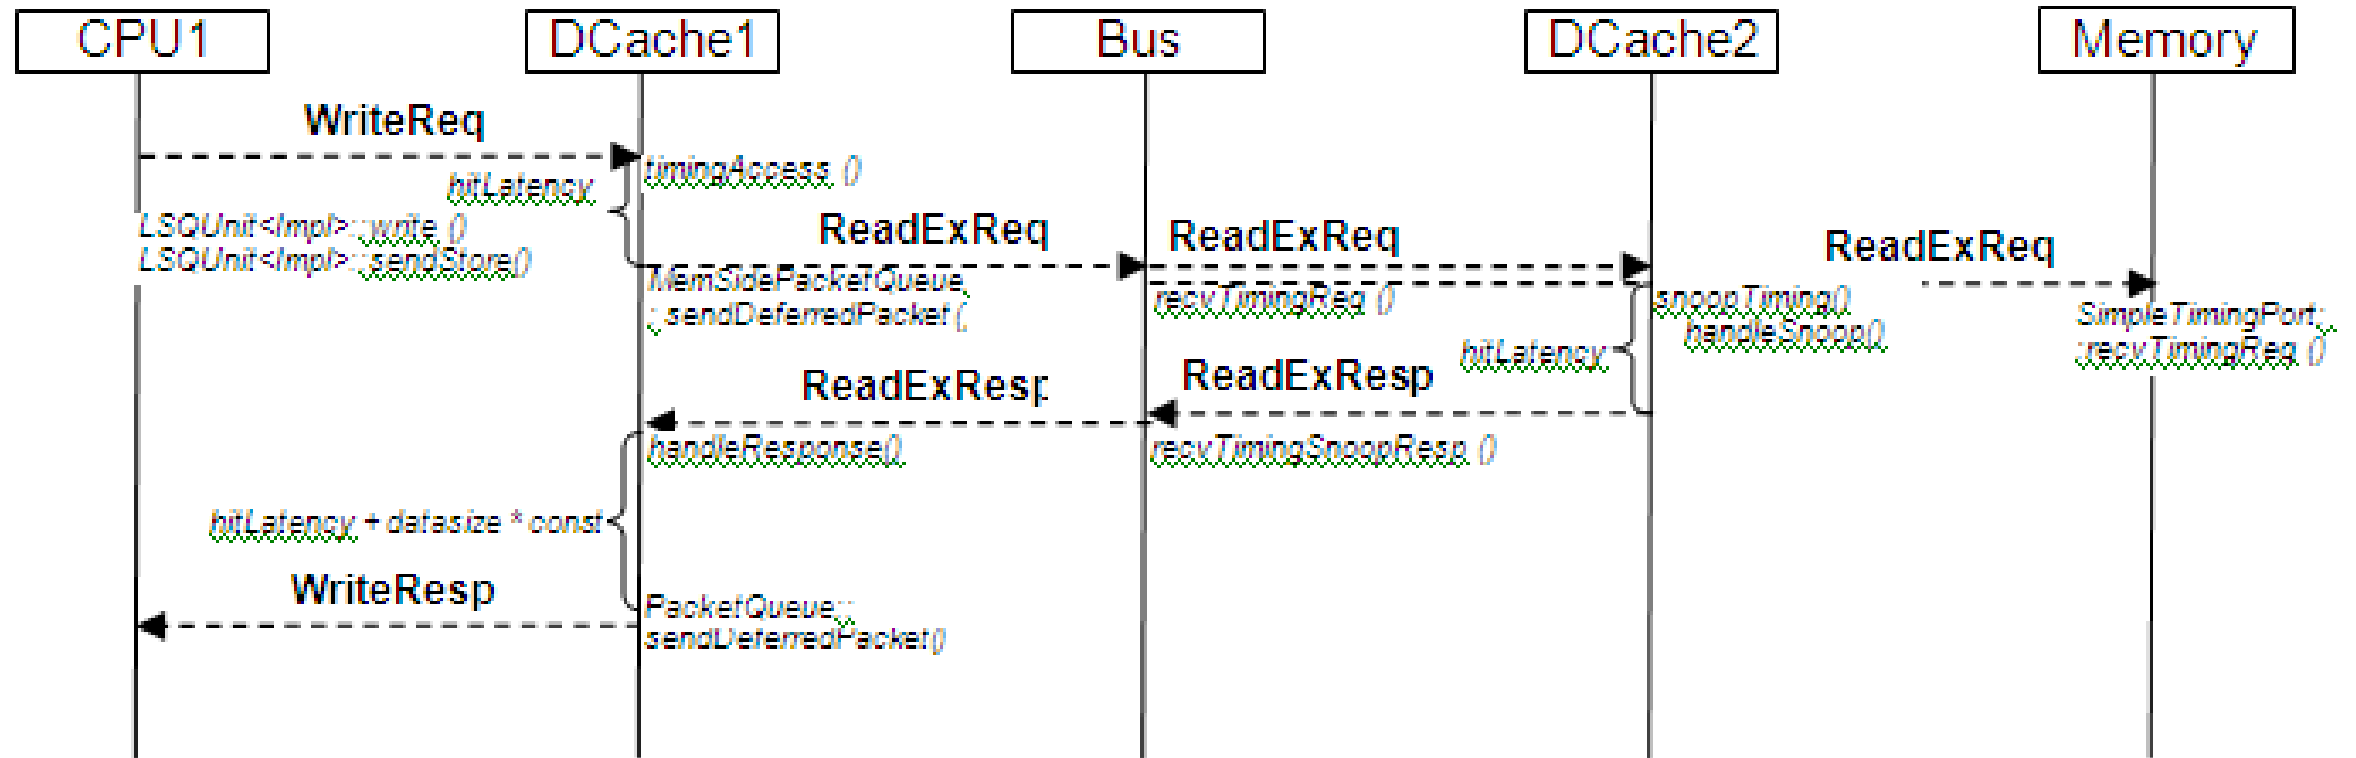 CPU1
DCache1
Bus
DCache2
Memory
WriteReq
timingAccess ()
hitLatency
LSQUnit<Impl>::write ()
LSQUnit<Impl>::sendStore()
ReadExReq
ReadExReq
ReadExReq
MemSidePacketQueue
: sendDeferredPacket (
recvTimingReq ()
snoopTiming()
handleSnoop()
SimpleTimingPort:
:recvTimingReq ()
hitLatency
ReadExResp
ReadExResp
handleResponse()
recvTimingSnoopResp ()
hitLatency + datasize * const
WriteResp
PacketQueue::
sendDeferredPacket()